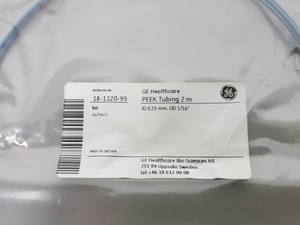 GE Healthcare
18-1120-95
PEEK Tubing 2 m
ID 0,25 mm, OD 1/16"
GE Healthcare Bio-Sciences AB
751 84 Uppsala Sweden
tel +46 18 612 00 00